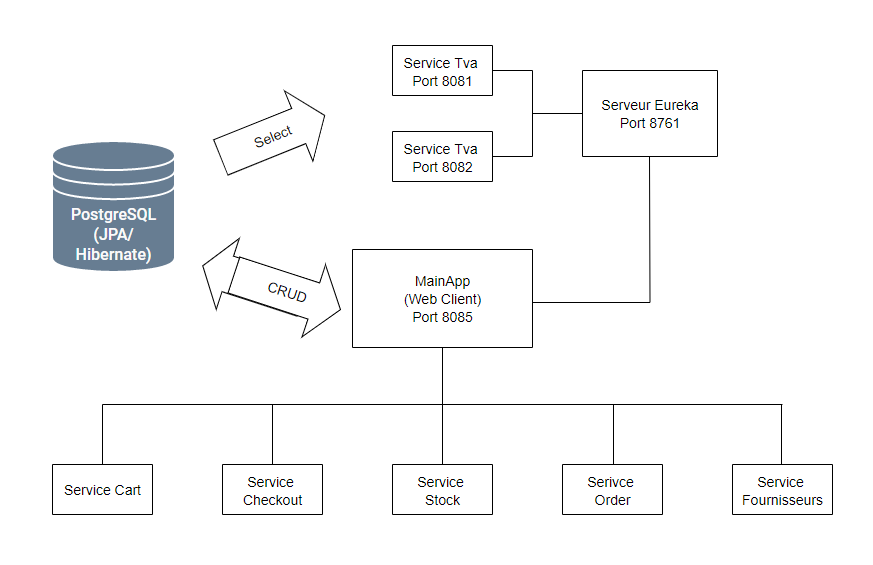 Service Tva
Port 8081
Serveur Eureka
Port 8761
Select
Service Tva
Port 8082
PostgreSQL
(JPA/
Hibernate)
CRUD
MainApp
(Web Client)
Port 8085
Service Cart
Service
Checkout
Service
Stock
Serivce
Order
Service
Fournisseurs